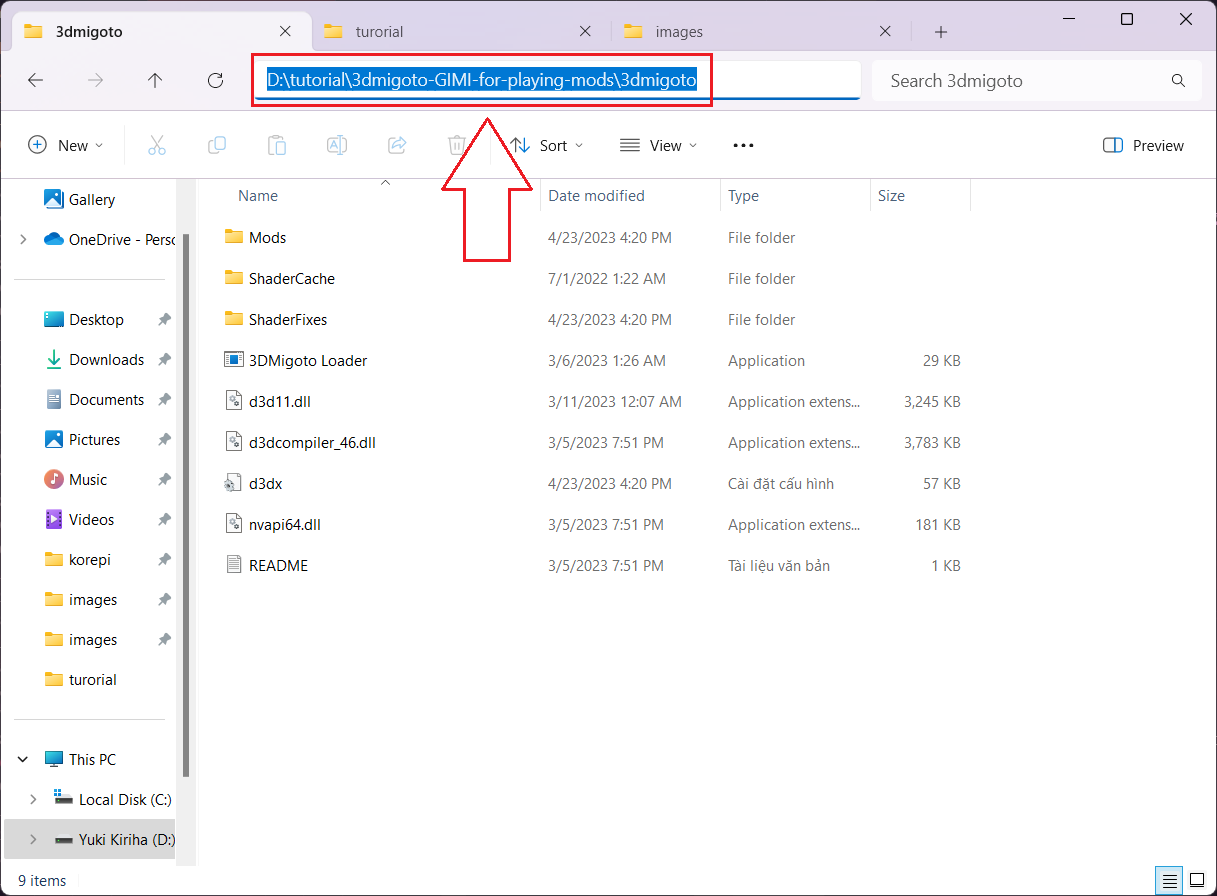 3dmigoto
turorial
images
D:\tutorial\3dmigoto-GIMI-for-playing-mods\3dmigoto
Search 3dmigoto
New
Sort
View
Preview
Gallery
OneDrive - Perso
Desktop
Downloads
Documents
Pictures
Music
Videos
korepi
images
images
turorial
This PC
Local Disk (C:)
Yuki Kiriha (D:)
Name Date modified Type Size
Mods 4/23/2023 4:20 PM File folder
ShaderCache 7/1/2022 1:22 AM File folder
ShaderFixes 4/23/2023 4:20 PM File folder
3DMigoto Loader 3/6/2023 1:26 AM Application 29 KB
d3d11.dll 3/11/2023 12:07 AM Application extens... 3,245 KB
d3dcompiler_46.dll 3/5/2023 7:51 PM Application extens... 3,783 KB
d3dx 4/23/2023 4:20 PM Cài đặt cấu hình 57 KB
nvapi64.dll 3/5/2023 7:51 PM Application extens... 181 KB
README 3/5/2023 7:51 PM Tài liệu văn bản 1 KB
9 items